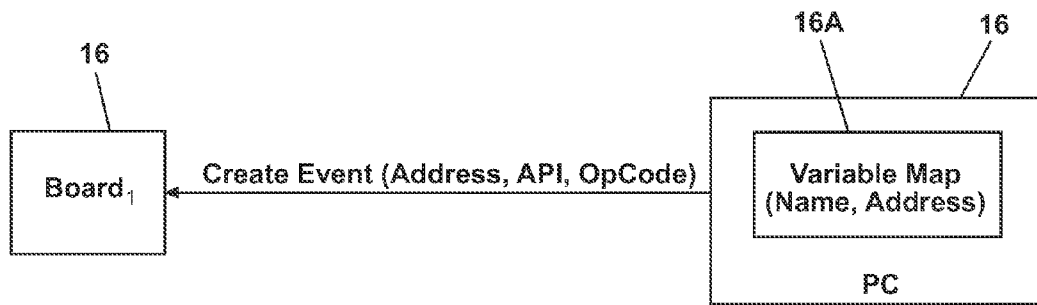 16A
16
16
Board₁
Create Event (Address, API, OpCode)
Variable Map
(Name, Address)
PC